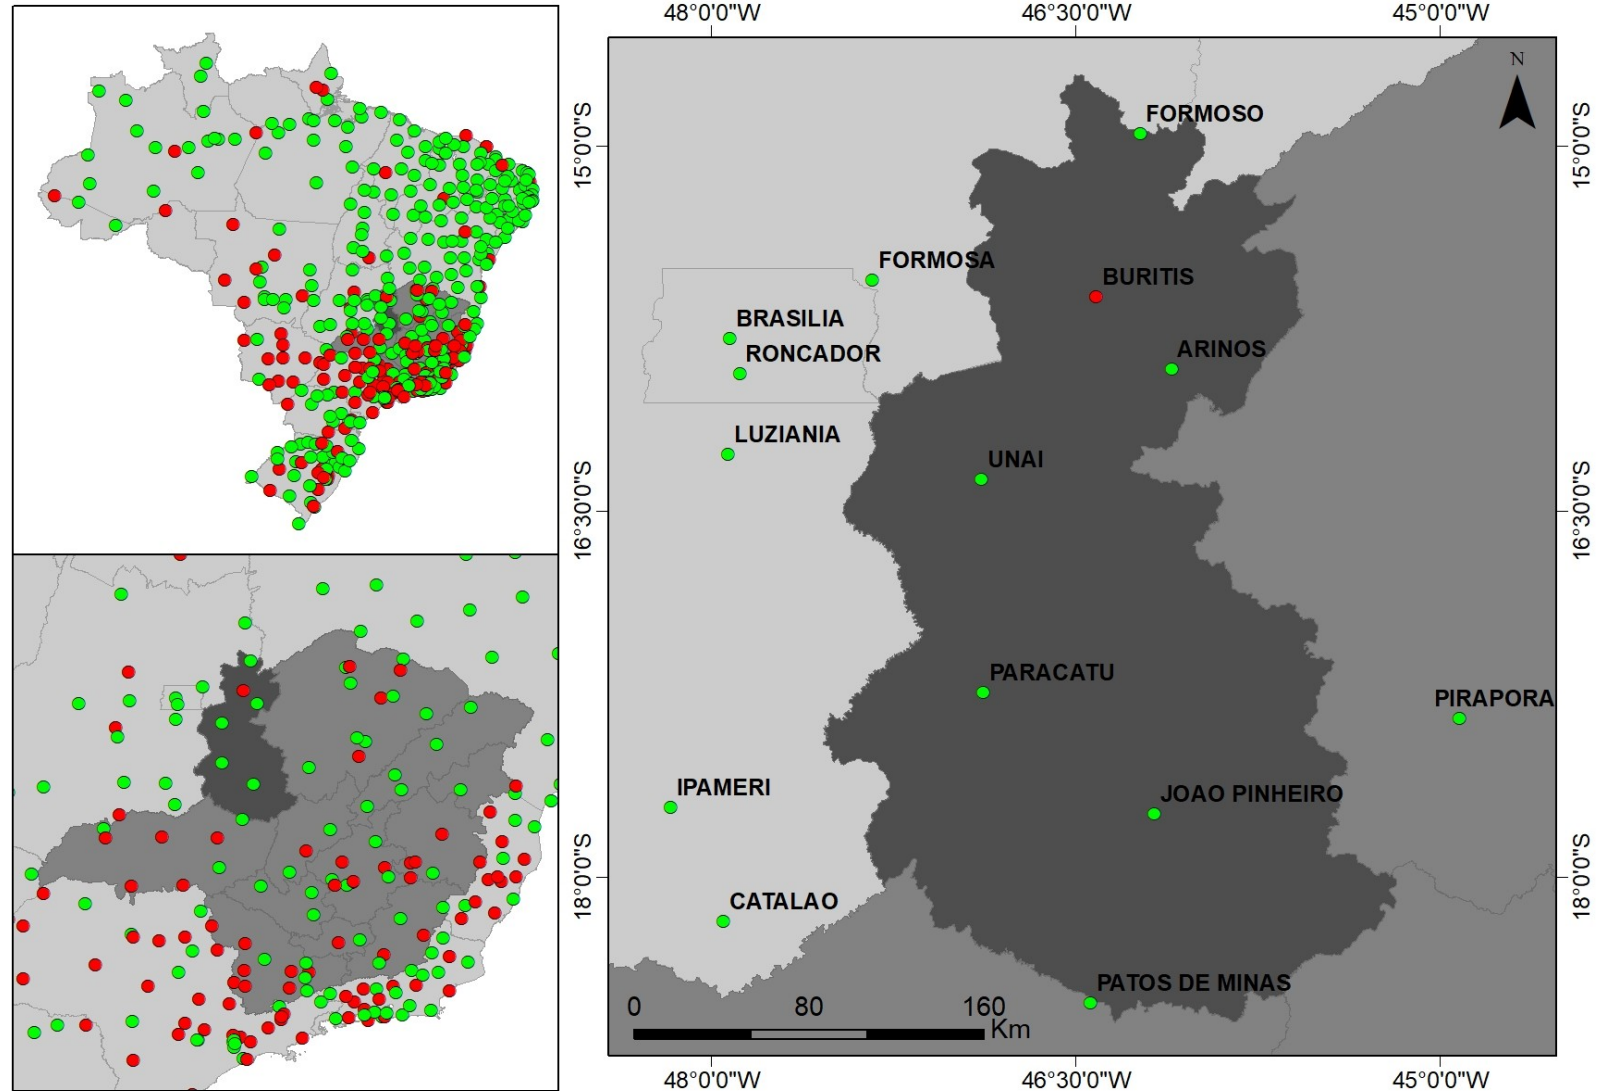 48°0'0"W
46°30'0"W
45°0'0"W
N
FORMOSO
15°0'0"S
15°0'0"S
FORMOSA
BURITIS
BRASILIA
RONCADOR
ARINOS
LUZIANIA
UNAI
16°30'0"S
16°30'0"S
PARACATU
PIRAPORA
IPAMERI
JOAO PINHEIRO
18°0'0"S
18°0'0"S
CATALAO
PATOS DE MINAS
0 80 160
Km
48°0'0"W
46°30'0"W
45°0'0"W